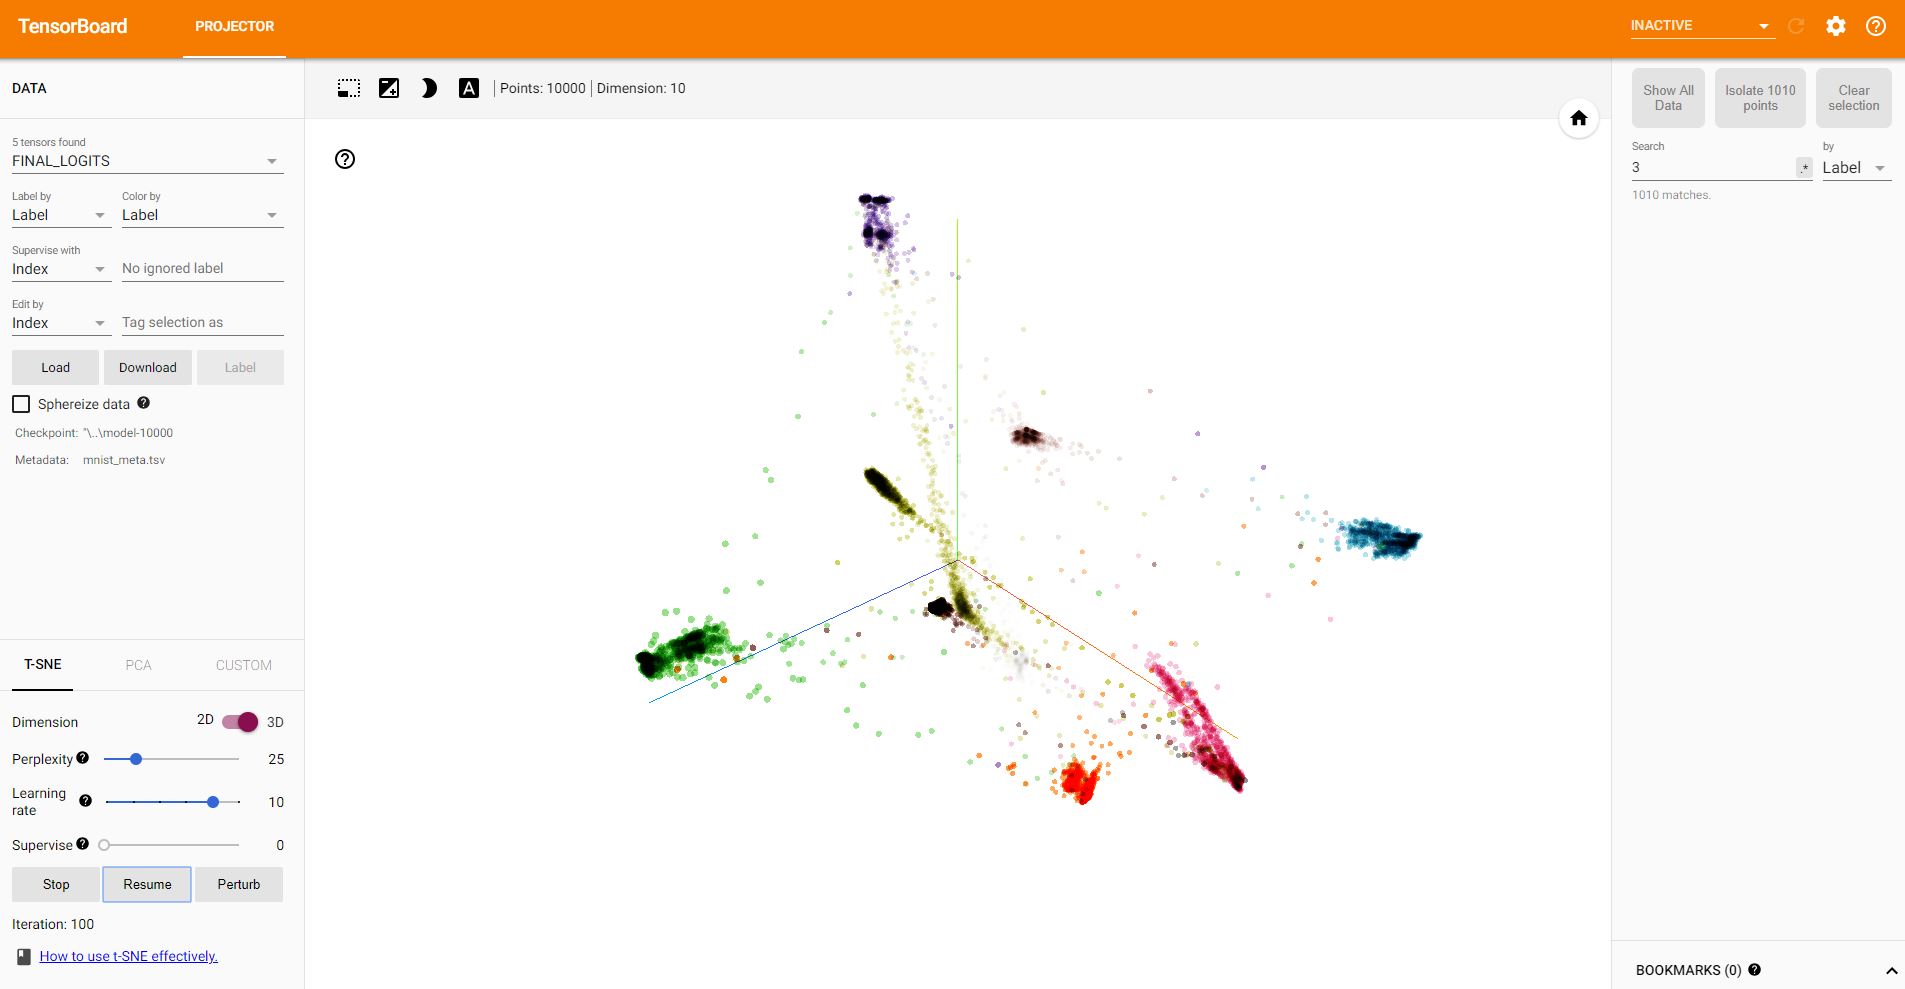 TensorBoard
PROJECTOR
INACTIVE
DATA
5 tensors found
FINAL_LOGITS
Label by
Color by
Label
Label
Supervise with
Index
No ignored label
Edit by
Index
Tag selection as
Load
Download
Label
Sphereize data
Checkpoint: "\..\model-10000
Metadata: mnist_meta.tsv
T-SNE
PCA
CUSTOM
Dimension
2D
3D
Perplexity
25
Learning
rate
10
Supervise
0
Stop
Resume
Perturb
Iteration: 100
How to use t-SNE effectively.
A
Points: 10000
Dimension: 10
Show All
Data
Isolate 1010
points
Clear
selection
Search
by
3
.*
Label
1010 matches.
BOOKMARKS (0)